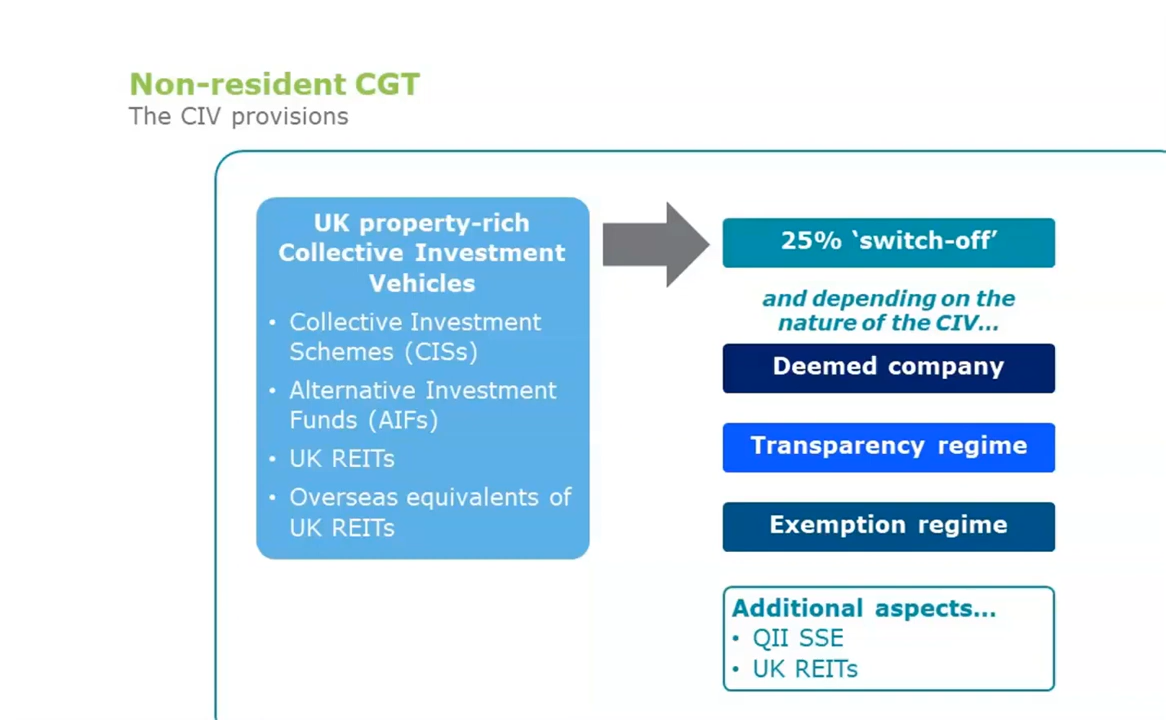 Non-resident CGT
The CIV provisions
UK property-rich
Collective Investment
Vehicles
• Collective Investment
Schemes (CISs)
• Alternative Investment
Funds (AIFs)
• UK REITs
• Overseas equivalents of
UK REITs
25% ‘switch-off’
and depending on the
nature of the CIV...
Deemed company
Transparency regime
Exemption regime
Additional aspects...
• QII SSE
• UK REITs